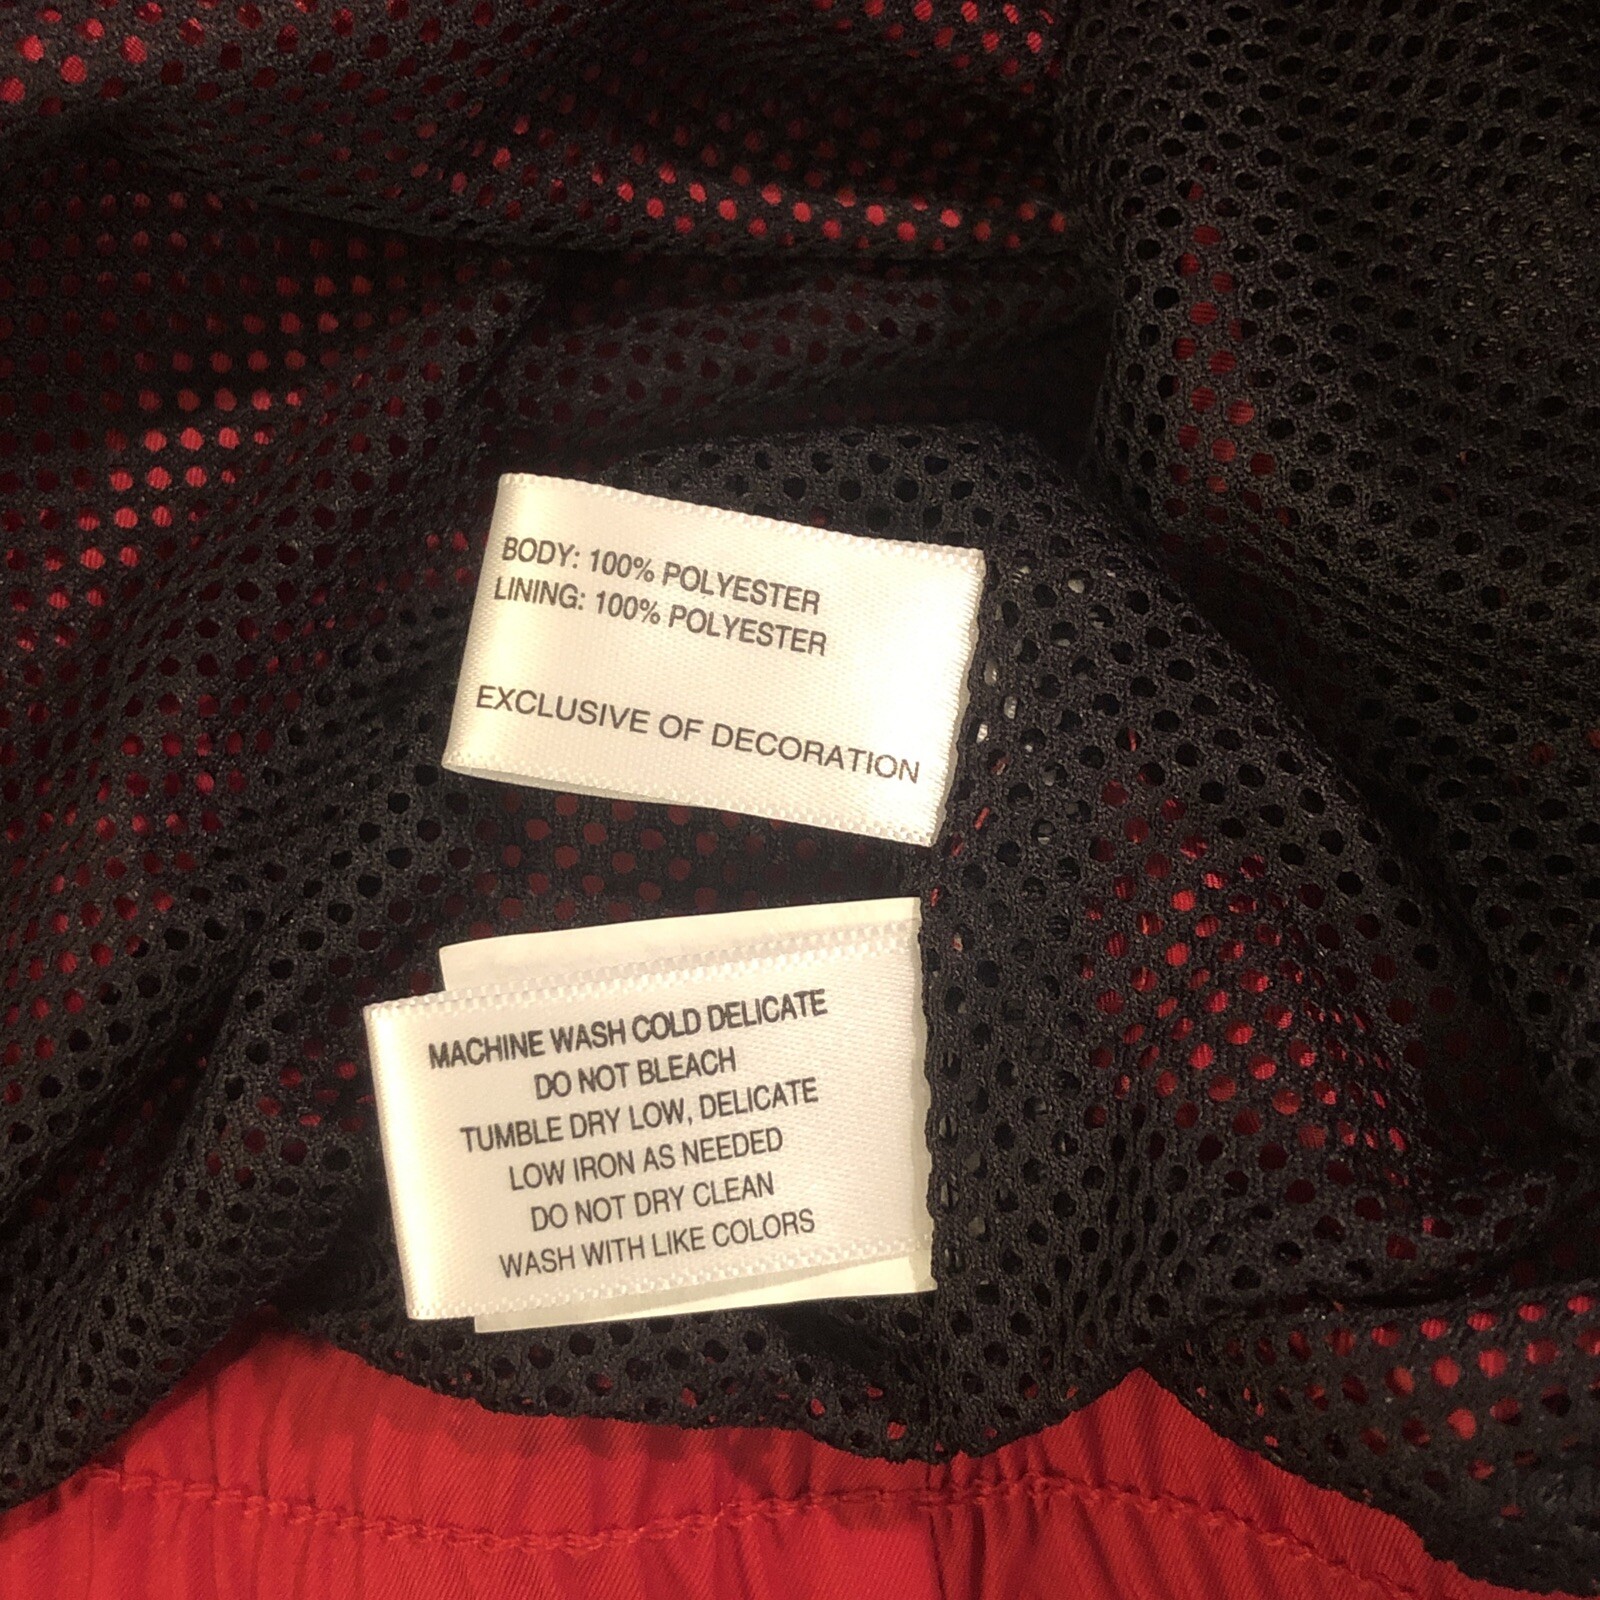 BODY: 100% POLYESTER
LINING: 100% POLYESTER
EXCLUSIVE OF DECORATION
MACHINE WASH COLD DELICATE
DO NOT BLEACH
TUMBLE DRY LOW, DELICATE
LOW IRON AS NEEDED
DO NOT DRY CLEAN
WASH WITH LIKE COLORS